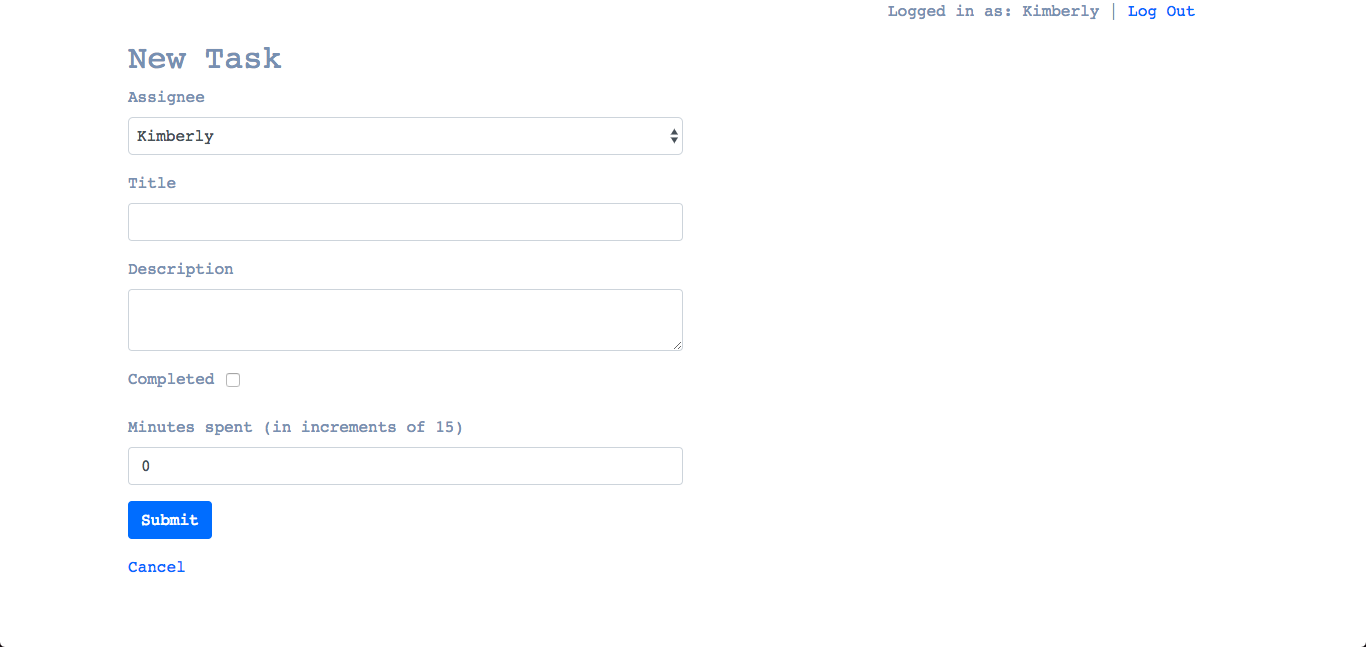 Logged in as: Kimberly | Log Out
New Task
Assignee
Kimberly
Title
Description
Completed
Minutes spent (in increments of 15)
0
Submit
Cancel